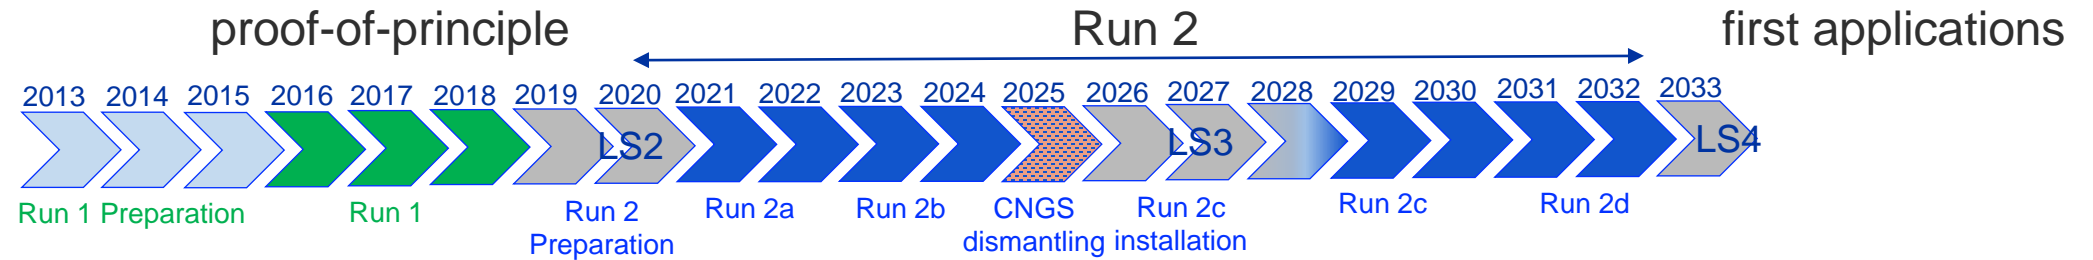 proof-of-principle Run 2 first applications
2013 2014 2015 2016 2017 2018 2019 2020 2021 2022 2023 2024 2025 2026 2027 2028 2029 2030 2031 2032 2033
LS2 LS3 LS4
Run 1 Preparation Run 1 Run 2 Run 2a Run 2b CNGS Run 2c Run 2c Run 2d
Preparation dismantling installation